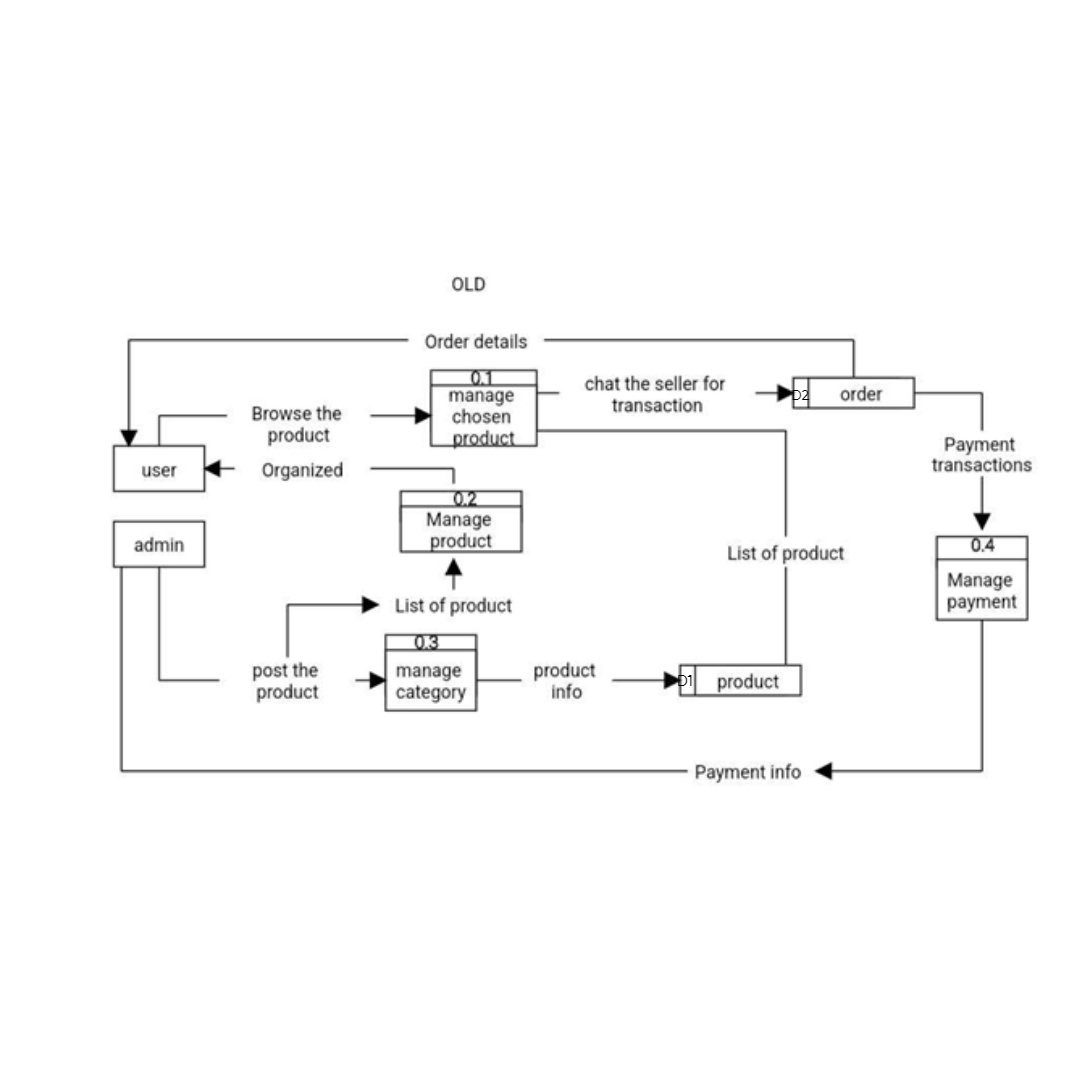 OLD
Order details
0.1
manage
chosen
product
chat the seller for
transaction
D2
order
Browse the
product
user
Organized
Payment
transactions
0.2
Manage
product
admin
0.4
Manage
payment
List of product
List of product
0.3
manage
category
post the
product
product
info
D1
product
Payment info